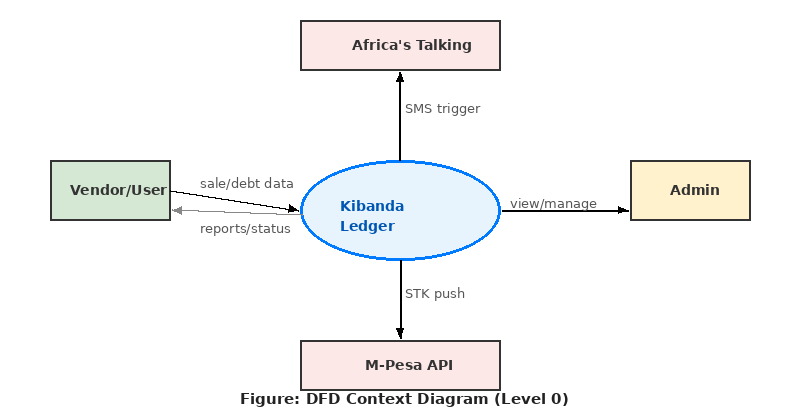 Africa's Talking
SMS trigger
Vendor/User
sale/debt data
reports/status
Kibanda
Ledger
view/manage
Admin
STK push
M-Pesa API
Figure: DFD Context Diagram (Level 0)